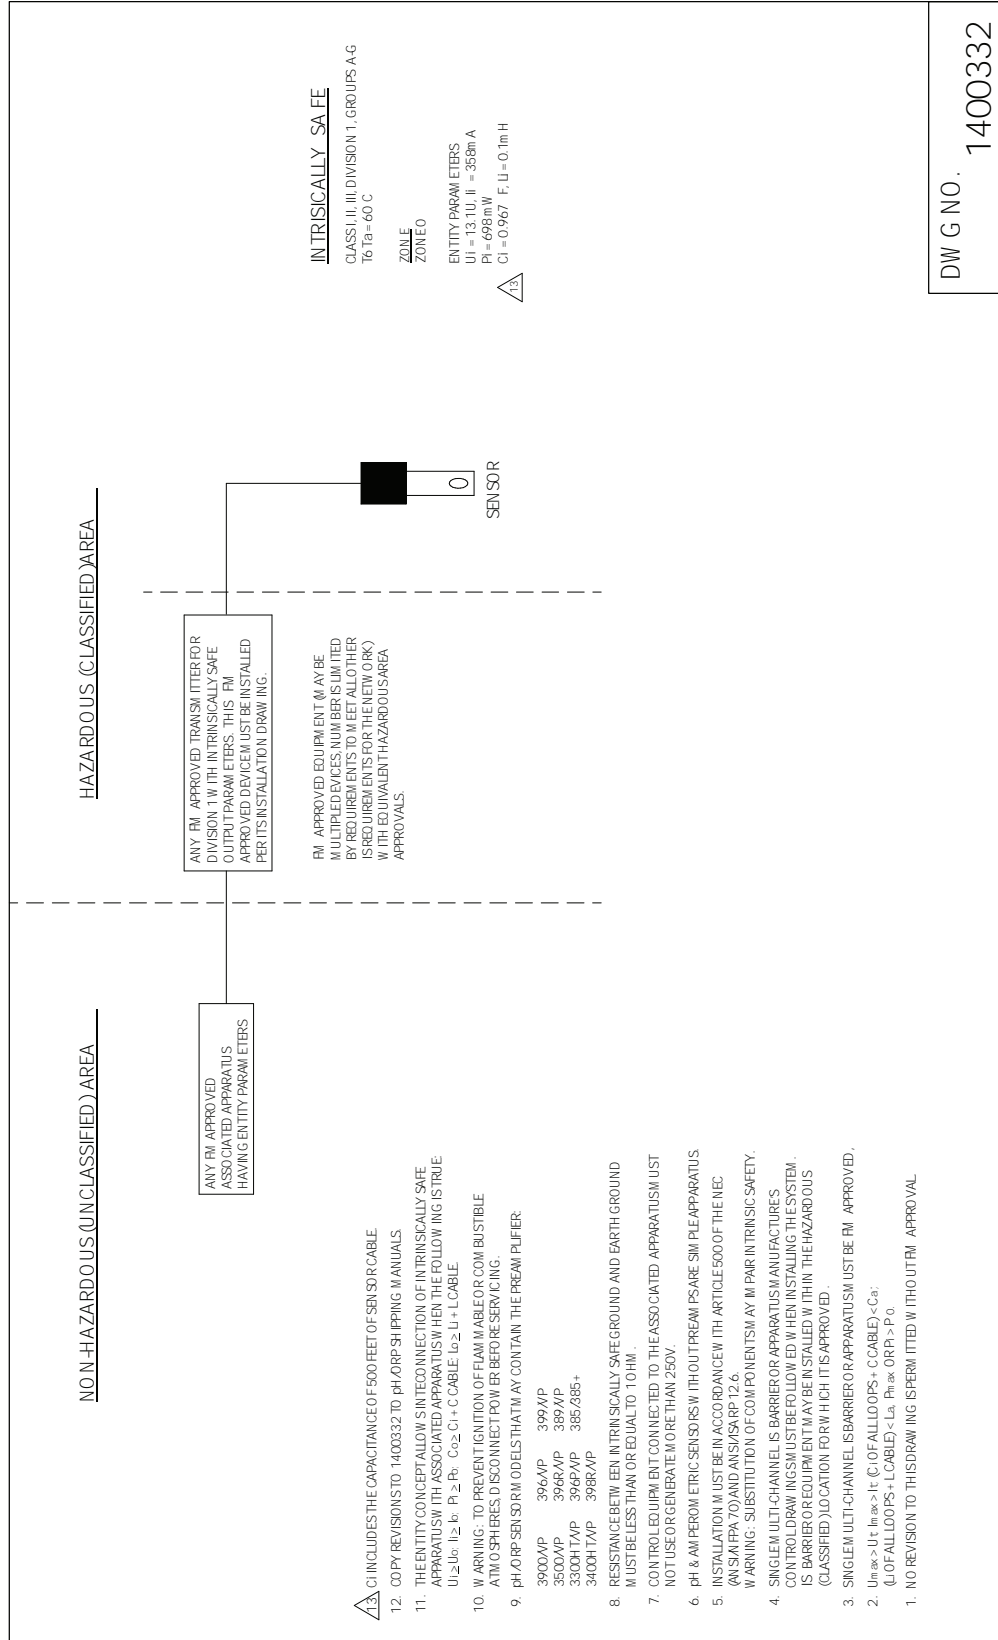 NON-HAZARDOUS (UNCLASSIFIED) AREA
HAZARDOUS (CLASSIFIED) AREA
ANY FM APPROVED
ASSOCIATED APPARATUS
HAVING ENTITY PARAMETERS
ANY FM APPROVED TRANSMITTER FOR
DIVISION 1 WITH INTRINSICALLY SAFE
OUTPUT PARAMETERS. THIS FM
APPROVED DEVICE MUST BE INSTALLED
PER ITS INSTALLATION DRAWING.
FM APPROVED EQUIPMENT (MAY BE
MULTIPLE DEVICES, NUMBER IS LIMITED
BY REQUIREMENTS TO MEET ALL OTHER
IS REQUIREMENTS FOR THE NETWORK)
WITH EQUIVALENT HAZARDOUS AREA
APPROVALS.
SENSOR
INTRISICALLY SAFE
CLASS I, II, III, DIVISION 1, GROUPS A-G
T6 Ta = 60 C
ZONE
ZONE 0
ENTITY PARAMETERS
Ui = 13.1U, Ii = 358mA
Pi = 698mW
Ci = 0.967 F, Li = 0.1mH
13
13. Ci INCLUDES THE CAPACITANCE OF 500 FEET OF SENSOR CABLE.
12. COPY REVISIONS TO 1400332 TO pH/ORP SHIPPING MANUALS.
11. THE ENTITY CONCEPT ALLOWS INTECONNECTION OF INTRINSICALLY SAFE
APPARATUS WITH ASSOCIATED APPARATUS WHEN THE FOLLOWING IS TRUE:
Ui ≥ Uo; Ii ≥ Io; Pi ≥ Po; Co ≥ Ci + C CABLE; Lo ≥ Li + L CABLE.
10. WARNING: TO PREVENT IGNITION OF FLAMMABLE OR COMBUSTIBLE
ATMOSPHERES, DISCONNECT POWER BEFORE SERVICING.
9. pH/ORP SENSOR MODELS THAT MAY CONTAIN THE PREAMPLIFIER:
3900/VP 396/VP 399/VP
3500/VP 396R/VP 389/VP
3300HT/VP 396P/VP 385/385+
3400HT/VP 398R/VP
8. RESISTANCE BETWEEN INTRINSICALLY SAFE GROUND AND EARTH GROUND
MUST BE LESS THAN OR EQUAL TO 1 OHM.
7. CONTROL EQUIPMENT CONNECTED TO THE ASSOCIATED APPARATUS MUST
NOT USE OR GENERATE MORE THAN 250V.
6. pH & AMPEROMETRIC SENSORS WITHOUT PREAMPS ARE SIMPLE APPARATUS.
5. INSTALLATION MUST BE IN ACCORDANCE WITH ARTICLE 500 OF THE NEC
(ANSI/NFPA 70) AND ANSI/ISA RP 12.6.
WARNING: SUBSTITUTION OF COMPONENTS MAY IMPAIR INTRINSIC SAFETY.
4. SINGLE MULTI-CHANNEL IS BARRIER OR APPARATUS MANUFACTURE'S
CONTROL DRAWINGS MUST BE FOLLOWED WHEN INSTALLING THE SYSTEM.
IS BARRIER OR EQUIPMENT MAY BE INSTALLED WITHIN THE HAZARDOUS
(CLASSIFIED) LOCATION FOR WHICH IT IS APPROVED.
3. SINGLE MULTI-CHANNEL IS BARRIER OR APPARATUS MUST BE FM APPROVED,
2. Umax > Ut Imax > It (Ci OF ALL LOOPS + C CABLE) < Ca;
(Li OF ALL LOOPS + L CABLE) < La, Pmax OR Pi > Po.
1. NO REVISION TO THIS DRAWING IS PERMITTED WITHOUT FM APPROVAL.
DWG NO. 1400332